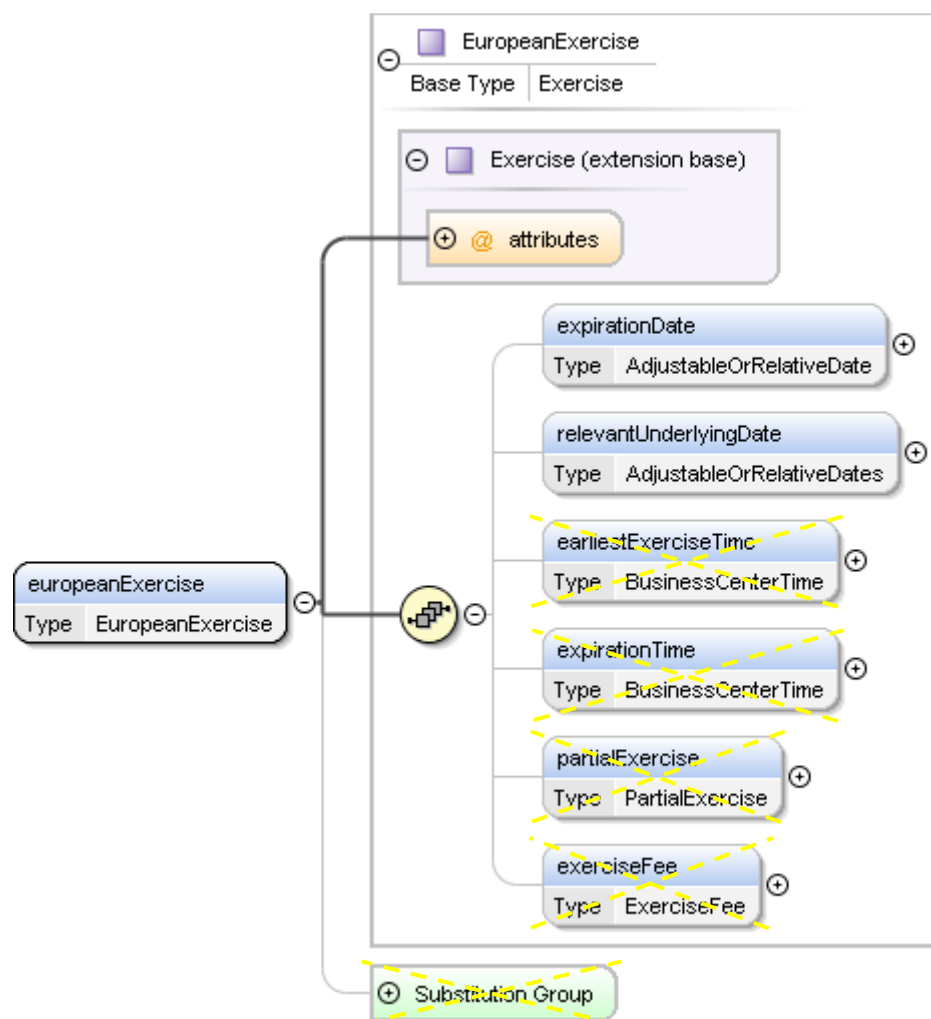 EuropeanExercise
Base Type Exercise
Exercise (extension base)
@ attributes
expirationDate
Type AdjustableOrRelativeDate
relevantUnderlyingDate
Type AdjustableOrRelativeDates
earliestExerciseTime
Type BusinessCenterTime
europeanExercise
Type EuropeanExercise
expirationTime
Type BusinessCenterTime
partialExercise
Type PartialExercise
exerciseFee
Type ExerciseFee
Substitution Group